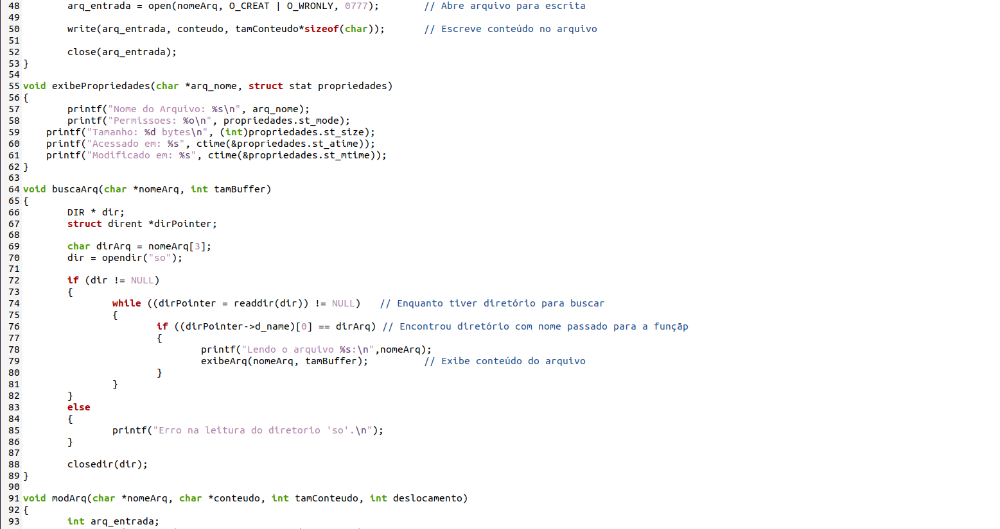 48 arq_entrada = open(nomeArq, O_CREAT | O_WRONLY, 0777); // Abre arquivo para escrita
49
50 write(arq_entrada, conteudo, tamConteudo*sizeof(char)); // Escreve conteúdo no arquivo
51
52 close(arq_entrada);
53 }
54
55 void exibePropriedades(char *arq_nome, struct stat propriedades)
56 {
57 printf("Nome do Arquivo: %s\n", arq_nome);
58 printf("Permissoes: %o\n", propriedades.st_mode);
59 printf("Tamanho: %d bytes\n", (int)propriedades.st_size);
60 printf("Acessado em: %s", ctime(&propriedades.st_atime));
61 printf("Modificado em: %s", ctime(&propriedades.st_mtime));
62 }
63
64 void buscaArq(char *nomeArq, int tamBuffer)
65 {
66 DIR * dir;
67 struct dirent *dirPointer;
68
69 char dirArq = nomeArq[3];
70 dir = opendir("so");
71
72 if (dir != NULL)
73 {
74 while ((dirPointer = readdir(dir)) != NULL) // Enquanto tiver diretório para buscar
75 {
76 if ((dirPointer->d_name)[0] == dirArq) // Encontrou diretório com nome passado para a funçãp
77 {
78 printf("Lendo o arquivo %s:\n",nomeArq);
79 exibeArq(nomeArq, tamBuffer); // Exibe conteúdo do arquivo
80 }
81 }
82 }
83 else
84 {
85 printf("Erro na leitura do diretorio 'so'.\n");
86 }
87
88 closedir(dir);
89 }
90
91 void modArq(char *nomeArq, char *conteudo, int tamConteudo, int deslocamento)
92 {
93 int arq_entrada;